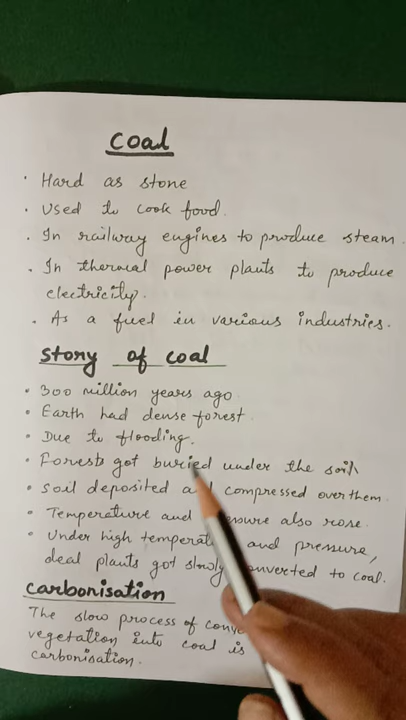 Coal
• Hard as stone
• Used to cook food.
• In railway engines to produce steam.
• In thermal power plants to produce
electricity.
• As a fuel in various industries.
Story of coal
• 300 million years ago
• Earth had dense forest.
• Due to flooding.
• Forests got buried under the soil
• Soil deposited and compressed over them.
• Temperature and also rose.
• Under high and pressure,
deal plants got slowly converted to coal.
Carbonisation
The slow process of
vegetation into coal is
carbonisation.